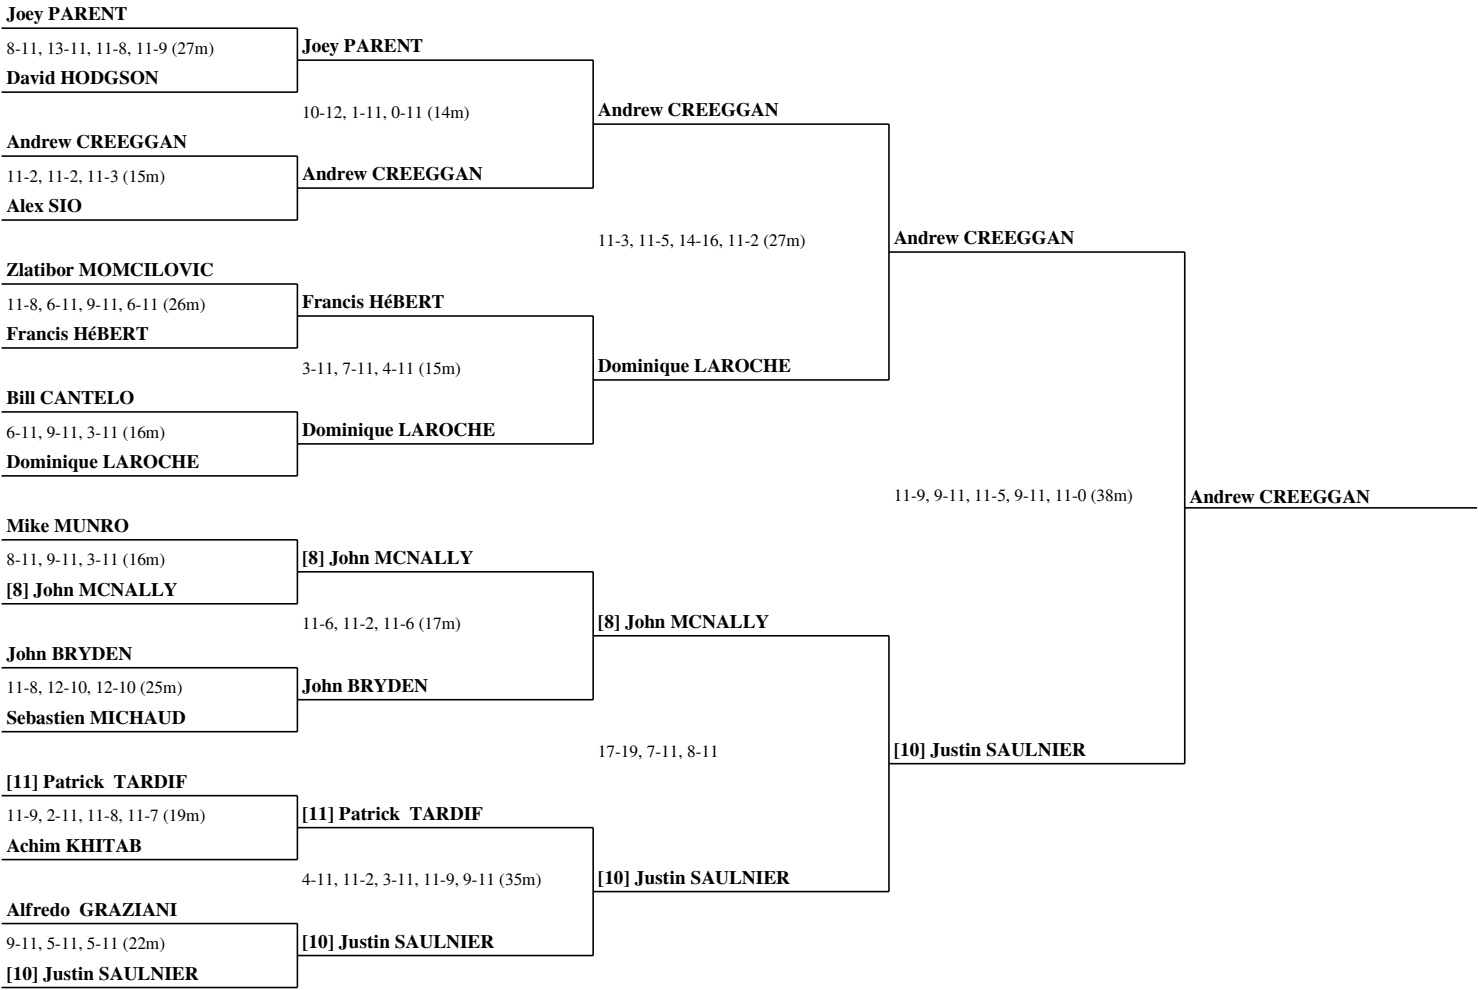 Joey PARENT
8-11, 13-11, 11-8, 11-9 (27m)
David HODGSON
Andrew CREEGGAN
11-2, 11-2, 11-3 (15m)
Alex SIO
Zlatibor MOMCILOVIC
11-8, 6-11, 9-11, 6-11 (26m)
Francis HéBERT
Bill CANTELO
6-11, 9-11, 3-11 (16m)
Dominique LAROCHE
Mike MUNRO
8-11, 9-11, 3-11 (16m)
[8] John MCNALLY
John BRYDEN
11-8, 12-10, 12-10 (25m)
Sebastien MICHAUD
[11] Patrick  TARDIF
11-9, 2-11, 11-8, 11-7 (19m)
Achim KHITAB
Alfredo  GRAZIANI
9-11, 5-11, 5-11 (22m)
[10] Justin SAULNIER
Joey PARENT
10-12, 1-11, 0-11 (14m)
Andrew CREEGGAN
Francis HéBERT
3-11, 7-11, 4-11 (15m)
Dominique LAROCHE
[8] John MCNALLY
11-6, 11-2, 11-6 (17m)
John BRYDEN
[11] Patrick  TARDIF
4-11, 11-2, 3-11, 11-9, 9-11 (35m)
[10] Justin SAULNIER
Andrew CREEGGAN
11-3, 11-5, 14-16, 11-2 (27m)
Dominique LAROCHE
[8] John MCNALLY
17-19, 7-11, 8-11
[10] Justin SAULNIER
Andrew CREEGGAN
11-9, 9-11, 11-5, 9-11, 11-0 (38m)
[10] Justin SAULNIER
Andrew CREEGGAN